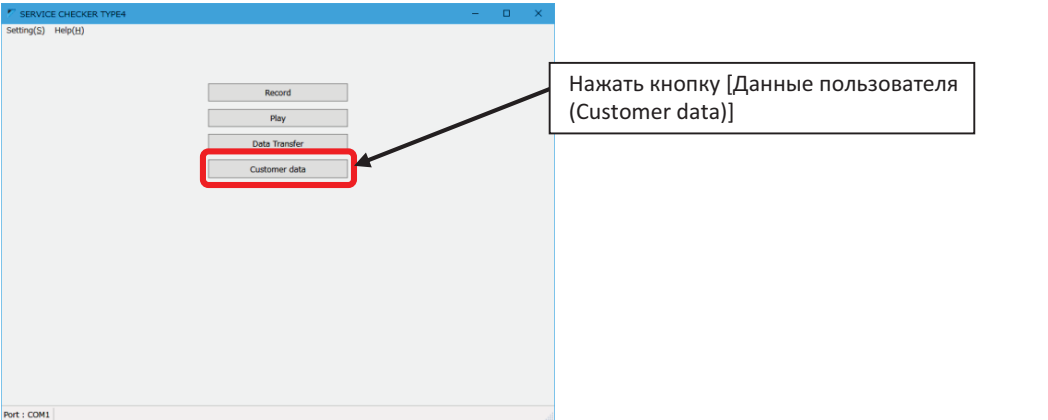 SERVICE CHECKER TYPE4
Setting(S) Help(H)
Record
Play
Data Transfer
Customer data
Нажать кнопку [Данные пользователя
(Customer data)]
Port : COM1